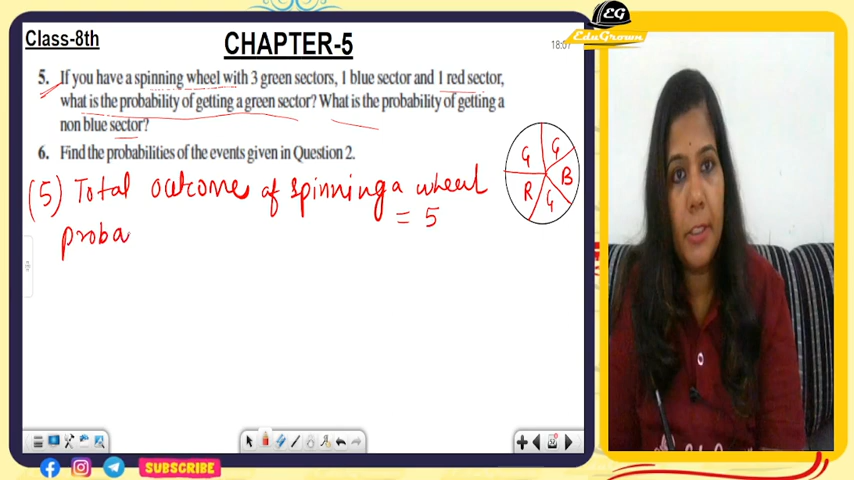 Class-8th
CHAPTER-5
EG
EduGrown
18:07
5. If you have a spinning wheel with 3 green sectors, 1 blue sector and 1 red sector,
what is the probability of getting a green sector? What is the probability of getting a
non blue sector?
6. Find the probabilities of the events given in Question 2.
(5) Total outcome of spinning a wheel
= 5
proba
G G
R B
G
SUBSCRIBE